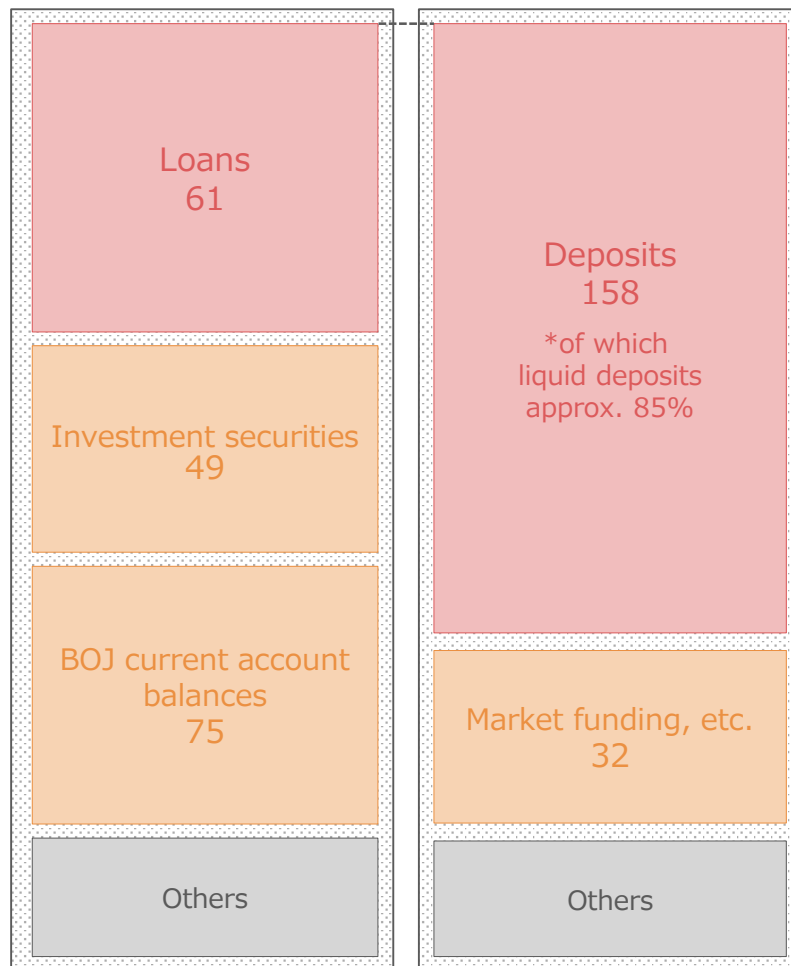 Loans
61
Investment securities
49
BOJ current account
balances
75
Others
Deposits
158
*of which
liquid deposits
approx. 85%
Market funding, etc.
32
Others